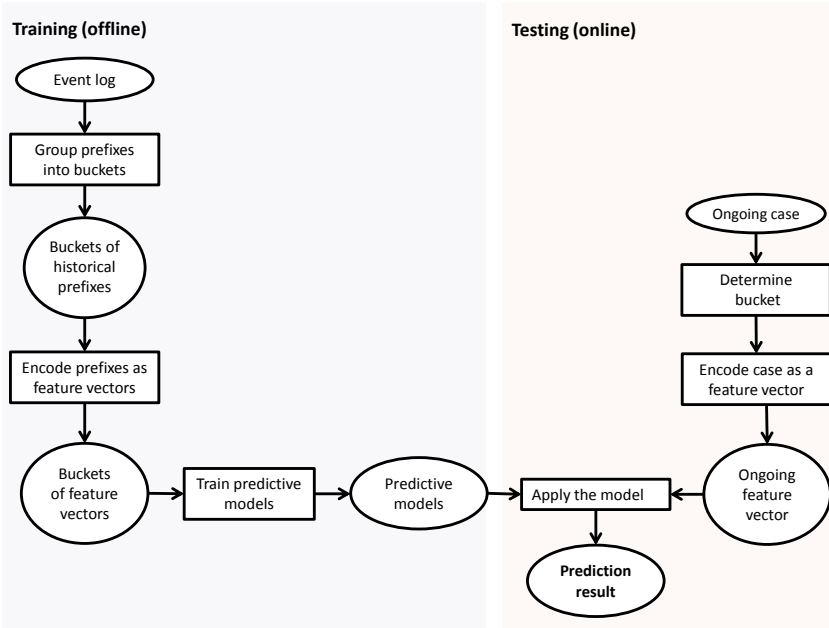 Training (offline)
Event log
Group prefixes
into buckets
Buckets of
historical
prefixes
Encode prefixes as
feature vectors
Buckets
of feature
vectors
Train predictive
models
Predictive
models
Testing (online)
Ongoing case
Determine
bucket
Encode case as a
feature vector
Ongoing
feature
vector
Apply the model
Prediction
result